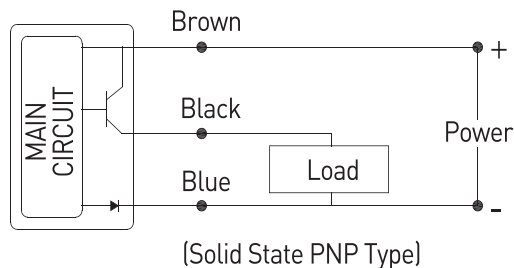 Brown
+
MAIN
CIRCUIT
Black
Power
Load
Blue
-
(Solid State PNP Type)